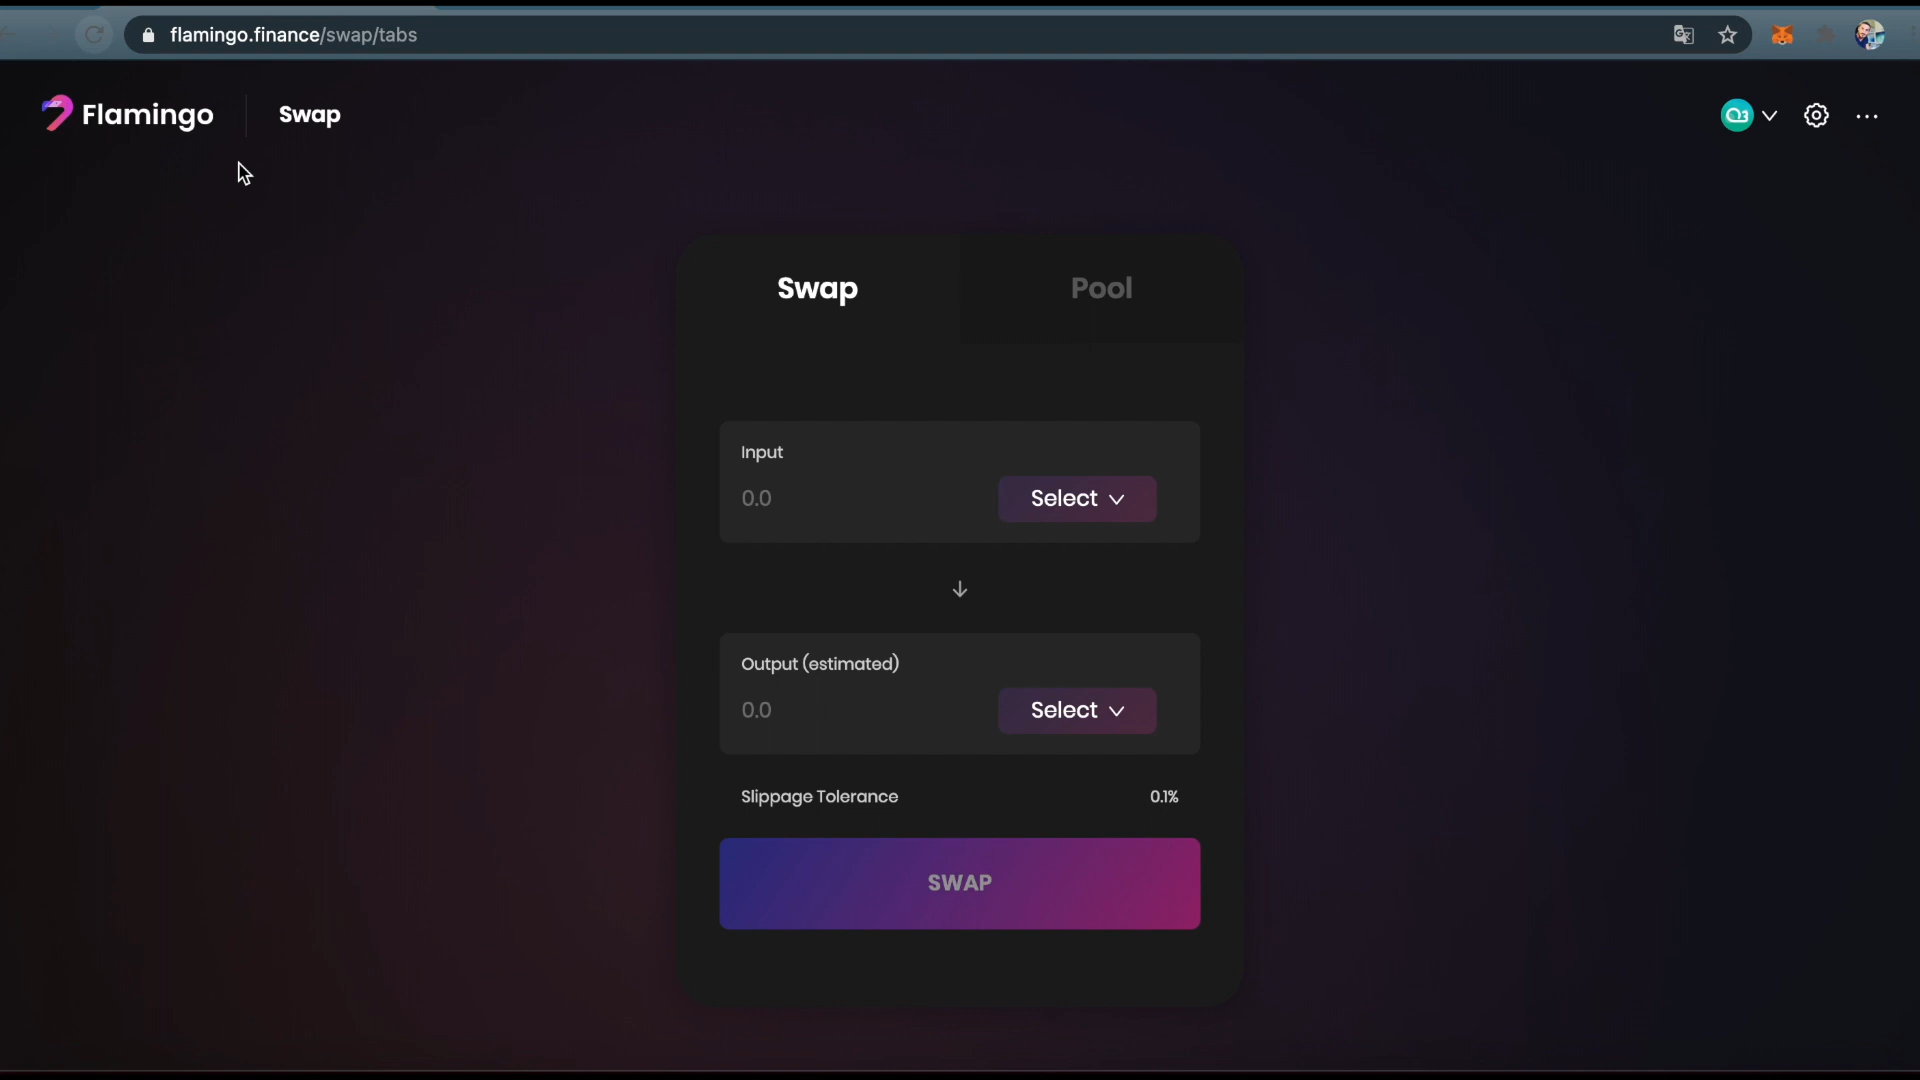 flamingo.finance/swap/tabs
Flamingo
Swap
Swap
Pool
Input
0.0
Select
Output (estimated)
0.0
Select
Slippage Tolerance
0.1%
SWAP